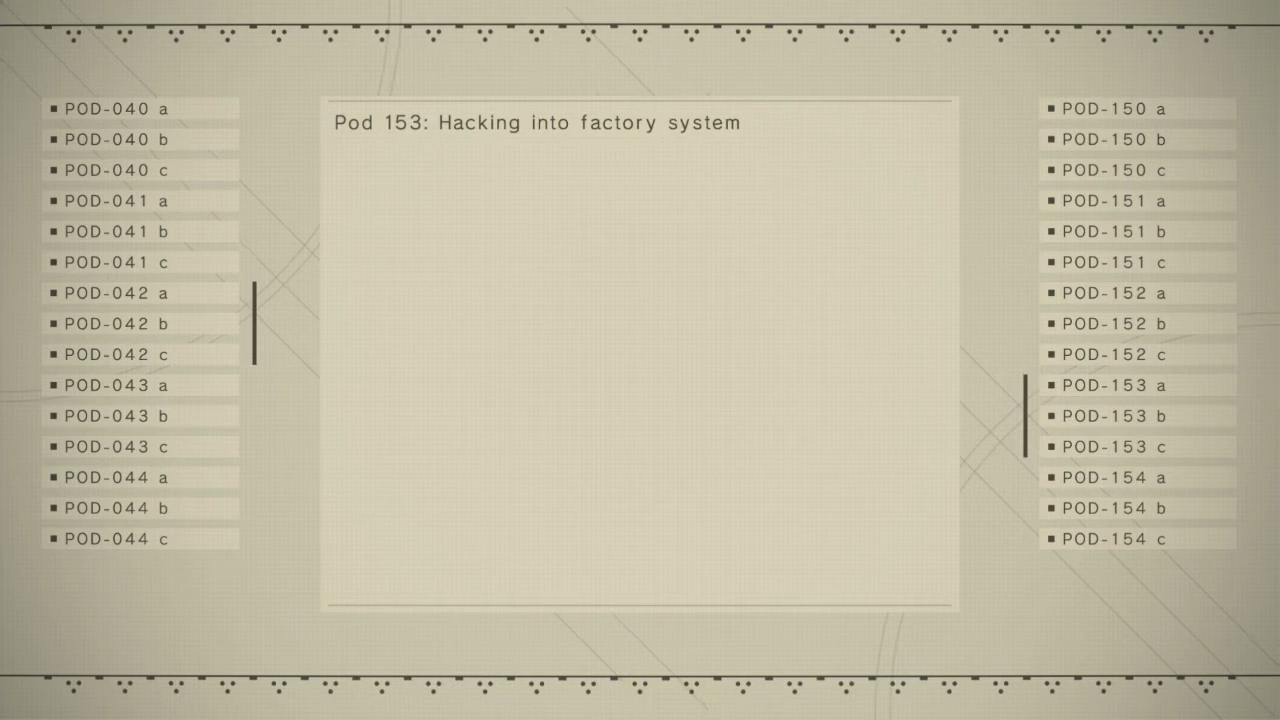 POD-040 a
POD-040 b
POD-040 c
POD-041 a
POD-041 b
POD-041 c
POD-042 a
POD-042 b
POD-042 c
POD-043 a
POD-043 b
POD-043 c
POD-044 a
POD-044 b
POD-044 c
Pod 153: Hacking into factory system
POD-150 a
POD-150 b
POD-150 c
POD-151 a
POD-151 b
POD-151 c
POD-152 a
POD-152 b
POD-152 c
POD-153 a
POD-153 b
POD-153 c
POD-154 a
POD-154 b
POD-154 c